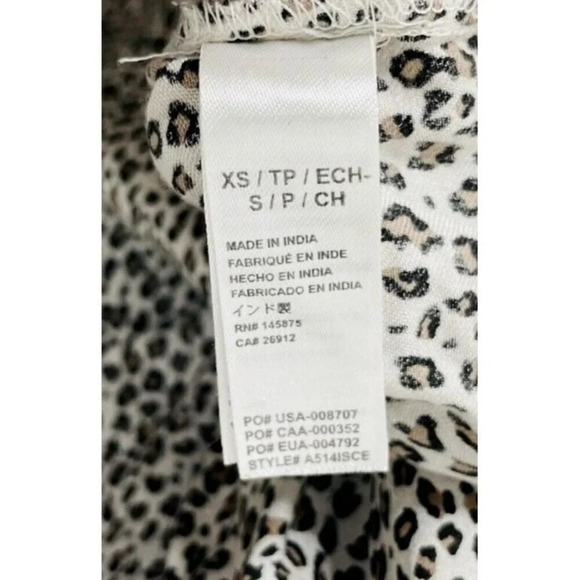 XS / TP / ECH-
S / P / CH
MADE IN INDIA
FABRIQUÉ EN INDE
HECHO EN INDIA
FABRICADO EN INDIA
インド製
RN# 145875
CA# 26912
PO# USA-008707
PO# CAA-000352
PO# EUA-004792
STYLE# A514ISCE